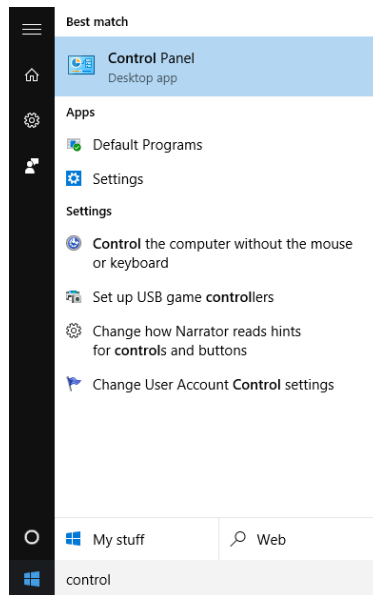 Best match
Control Panel
Desktop app
Apps
Default Programs
Settings
Settings
Control the computer without the mouse
or keyboard
Set up USB game controllers
Change how Narrator reads hints
for controls and buttons
Change User Account Control settings
My stuff
Web
control